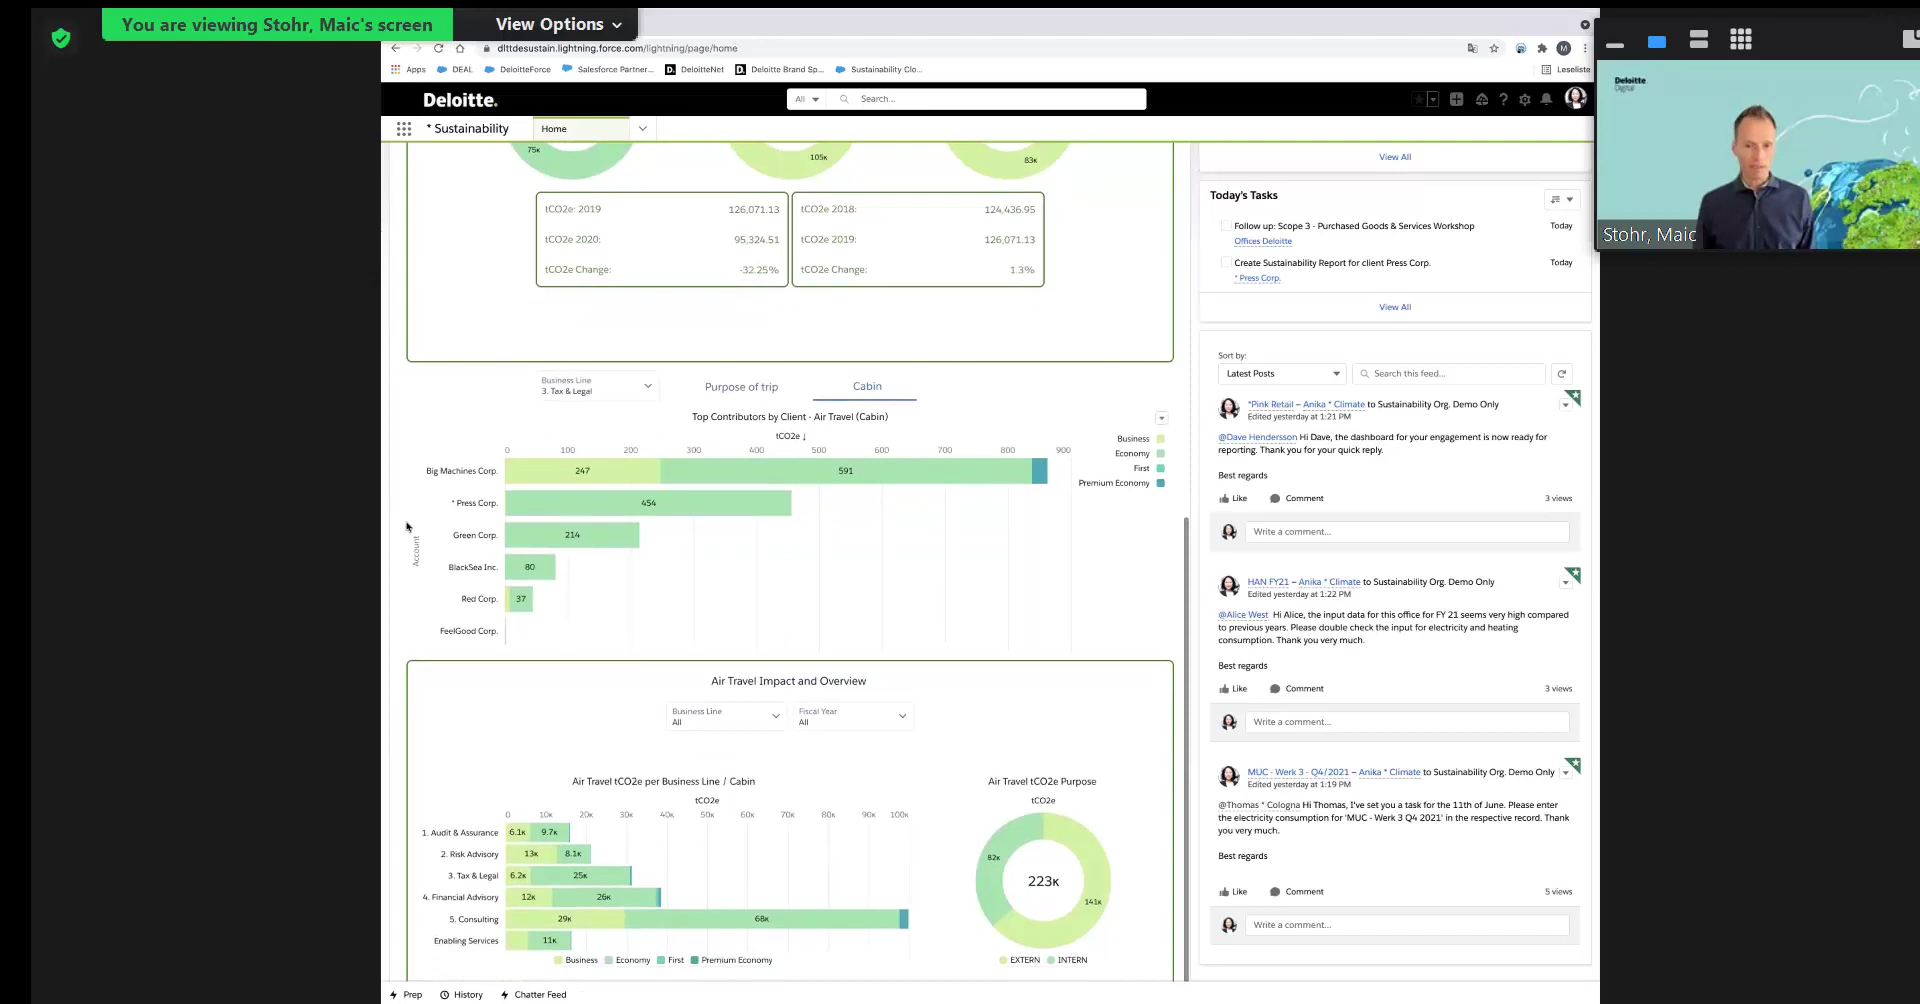 You are viewing Stohr, Maic's screen
View Options
dlttdesustain.lightning.force.com/lightning/page/home
Apps
DEAL
DeloitteForce
Salesforce Partner...
DeloitteNet
Deloitte Brand Sp...
Sustainability Clo...
Leseliste
Deloitte.
All
Search...
* Sustainability
Home
75K
105K
83K
tCO2e: 2019 126,071.13
tCO2e 2020: 95,324.51
tCO2e Change: -32.25%
tCO2e 2018: 124,436.95
tCO2e 2019: 126,071.13
tCO2e Change: 1.3%
Business Line
3. Tax & Legal
Purpose of trip
Cabin
Top Contributors by Client - Air Travel (Cabin)
tCO2e ↓
0 100 200 300 400 500 600 700 800 900
Account
Big Machines Corp. 247 591
* Press Corp. 454
Green Corp. 214
BlackSea Inc. 80
Red Corp. 37
FeelGood Corp.
Business
Economy
First
Premium Economy
Air Travel Impact and Overview
Business Line
All
Fiscal Year
All
Air Travel tCO2e per Business Line / Cabin
tCO2e
0 10K 20K 30K 40K 50K 60K 70K 80K 90K 100K
1. Audit & Assurance 6.1K 9.7K
2. Risk Advisory 13K 8.1K
3. Tax & Legal 6.2K 25K
4. Financial Advisory 12K 26K
5. Consulting 29K 68K
Enabling Services 11K
Business Economy First Premium Economy
Air Travel tCO2e Purpose
tCO2e
82K
223K
141K
EXTERN INTERN
View All
Today's Tasks
Follow up: Scope 3 - Purchased Goods & Services Workshop Today
Offices Deloitte
Create Sustainability Report for client Press Corp. Today
* Press Corp.
View All
Sort by:
Latest Posts
Search this feed...
*Pink Retail – Anika * Climate to Sustainability Org. Demo Only
Edited yesterday at 1:21 PM
@Dave Hendersson Hi Dave, the dashboard for your engagement is now ready for
reporting. Thank you for your quick reply.
Best regards
Like Comment 3 views
Write a comment...
HAN FY21 – Anika * Climate to Sustainability Org. Demo Only
Edited yesterday at 1:22 PM
@Alice West Hi Alice, the input data for this office for FY 21 seems very high compared
to previous years. Please double check the input for electricity and heating
consumption. Thank you very much.
Best regards
Like Comment 3 views
Write a comment...
MUC - Werk 3 - Q4/2021 – Anika * Climate to Sustainability Org. Demo Only
Edited yesterday at 1:19 PM
@Thomas * Cologna Hi Thomas, I've set you a task for the 11th of June. Please enter
the electricity consumption for 'MUC - Werk 3 Q4 2021' in the respective record. Thank
you very much.
Best regards
Like Comment 5 views
Write a comment...
Prep
History
Chatter Feed
Deloitte
Digital
Stohr, Maic